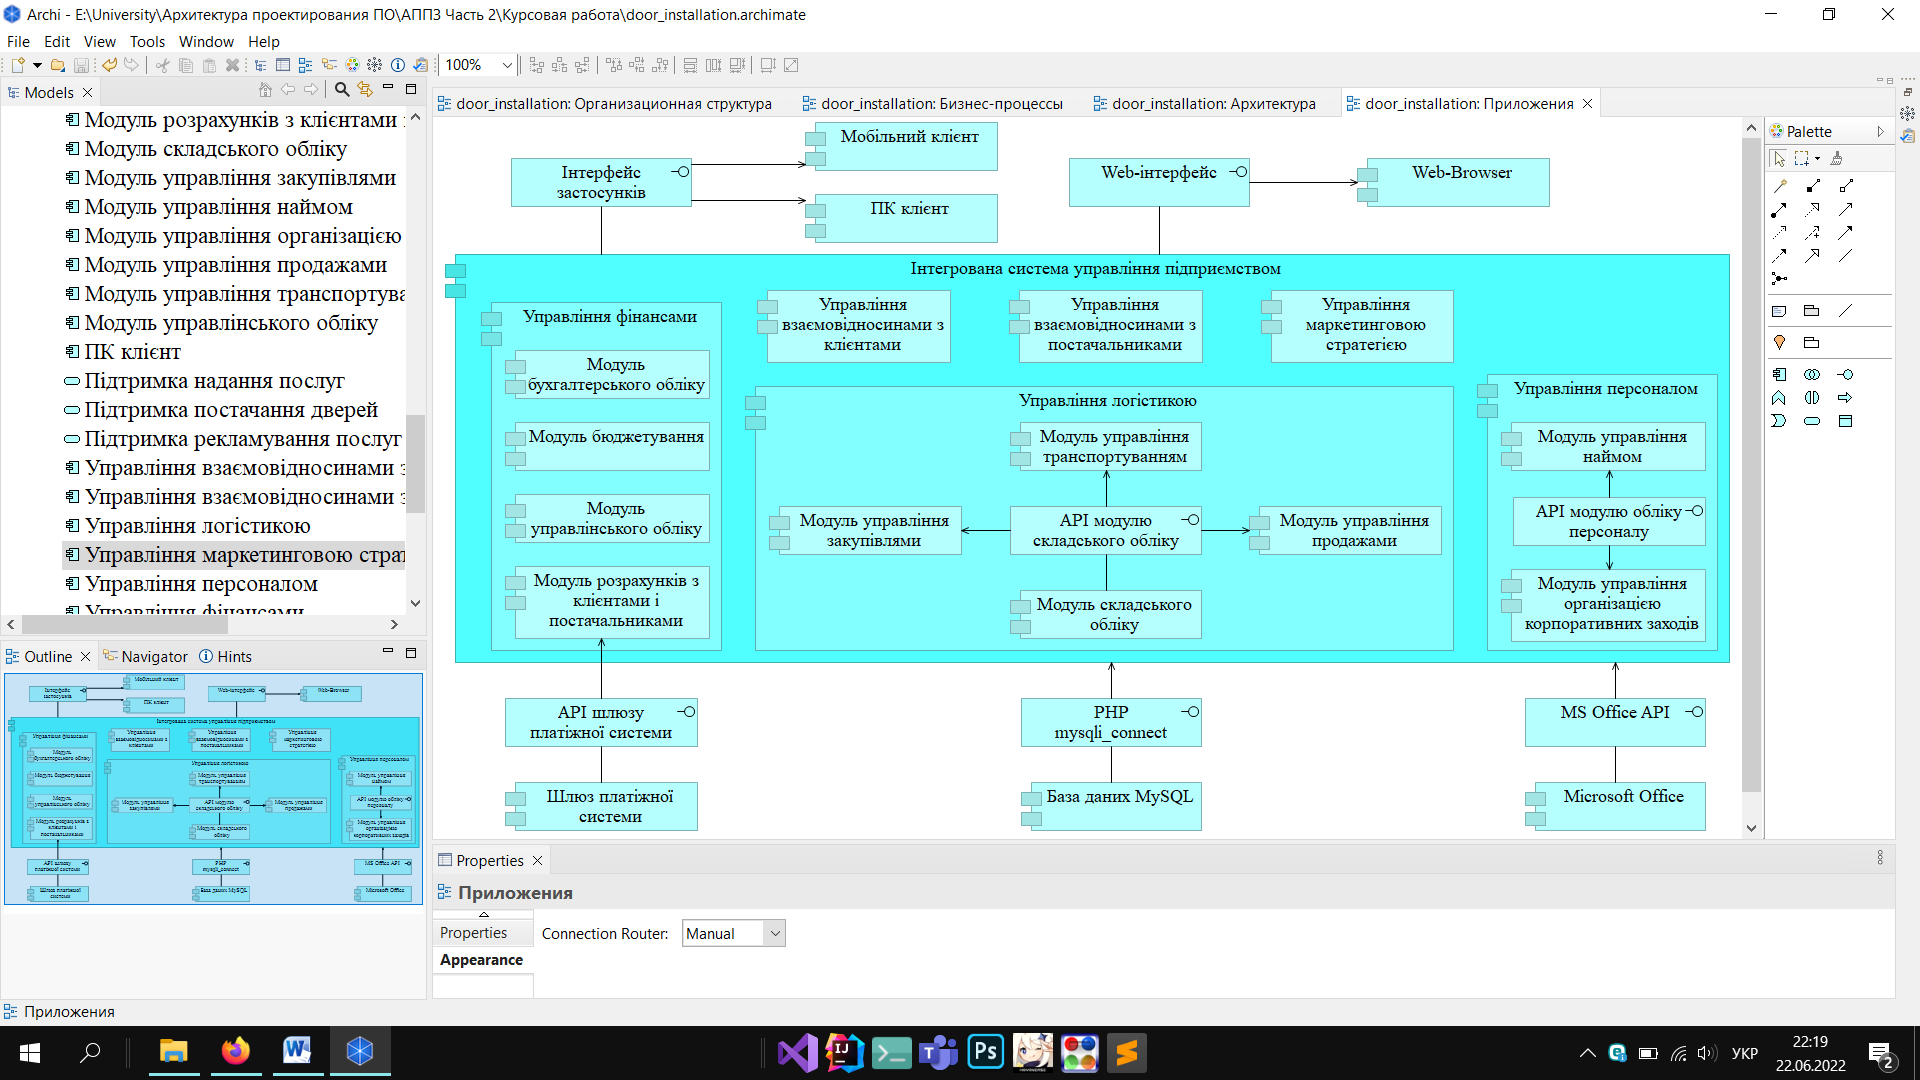 Archi - E:\University\Архитектура проектирования ПО\АППЗ Часть 2\Курсовая работа\door_installation.archimate
File Edit View Tools Window Help
100%
Models
Модуль розрахунків з клієнтами
Модуль складського обліку
Модуль управління закупівлями
Модуль управління наймом
Модуль управління організацією
Модуль управління продажами
Модуль управління транспортува
Модуль управлінського обліку
ПК клієнт
Підтримка надання послуг
Підтримка постачання дверей
Підтримка рекламування послуг
Управління взаємовідносинами з
Управління взаємовідносинами з
Управління логістикою
Управління маркетинговою страт
Управління персоналом
Управління фінансами
Outline Navigator Hints
door_installation: Организационная структура door_installation: Бизнес-процессы door_installation: Архитектура door_installation: Приложения
Мобільний клієнт
Інтерфейс
застосунків
ПК клієнт
Web-інтерфейс
Web-Browser
Інтегрована система управління підприємством
Управління фінансами
Модуль
бухгалтерського обліку
Модуль бюджетування
Модуль
управлінського обліку
Модуль розрахунків з
клієнтами і
постачальниками
Управління
взаємовідносинами з
клієнтами
Управління
взаємовідносинами з
постачальниками
Управління
маркетинговою
стратегією
Управління логістикою
Модуль управління
транспортуванням
Модуль управління
закупівлями
API модулю
складського обліку
Модуль управління
продажами
Модуль складського
обліку
Управління персоналом
Модуль управління
наймом
API модулю обліку
персоналу
Модуль управління
організацією
корпоративних заходів
API шлюзу
платіжної системи
Шлюз платіжної
системи
PHP
mysqli_connect
База даних MySQL
MS Office API
Microsoft Office
Palette
Properties
Приложения
Properties
Appearance
Connection Router: Manual
Приложения
УКР
22:19
22.06.2022
2